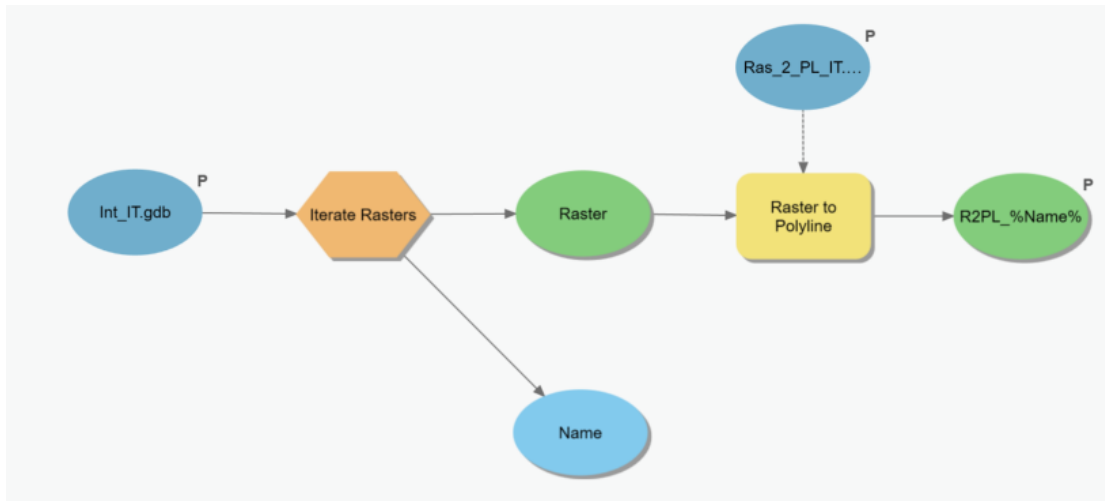 P
Ras_2_PL_IT....
P
Int_IT.gdb
Iterate Rasters
Raster
Raster to
Polyline
P
R2PL_%Name%
Name